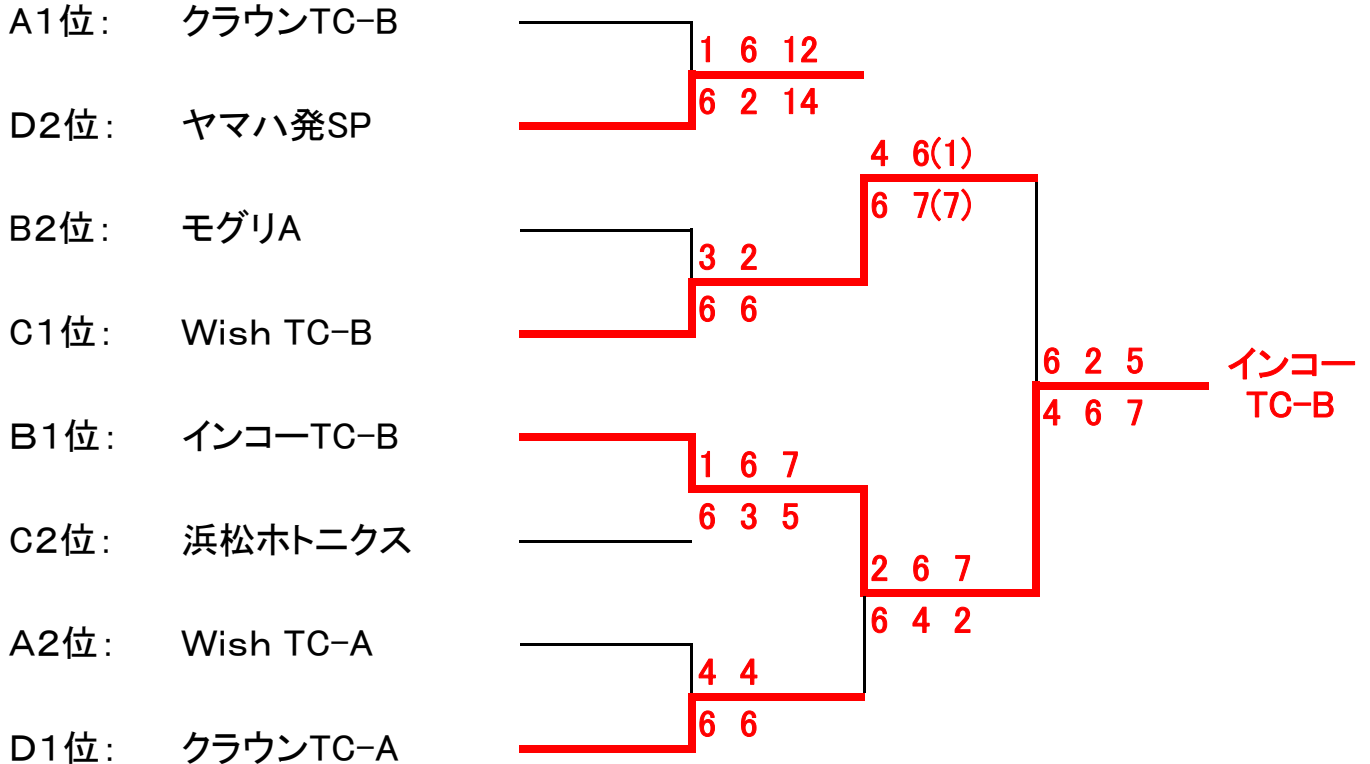 A1位： クラウンTC-B
1 6 12
6 2 14
D2位： ヤマハ発SP
4 6(1)
6 7(7)
B2位： モグリA
3 2
6 6
C1位： Wish TC-B
6 2 5
4 6 7
インコー
TC-B
B1位： インコーTC-B
1 6 7
6 3 5
C2位： 浜松ホトニクス
2 6 7
6 4 2
A2位： Wish TC-A
4 4
6 6
D1位： クラウンTC-A